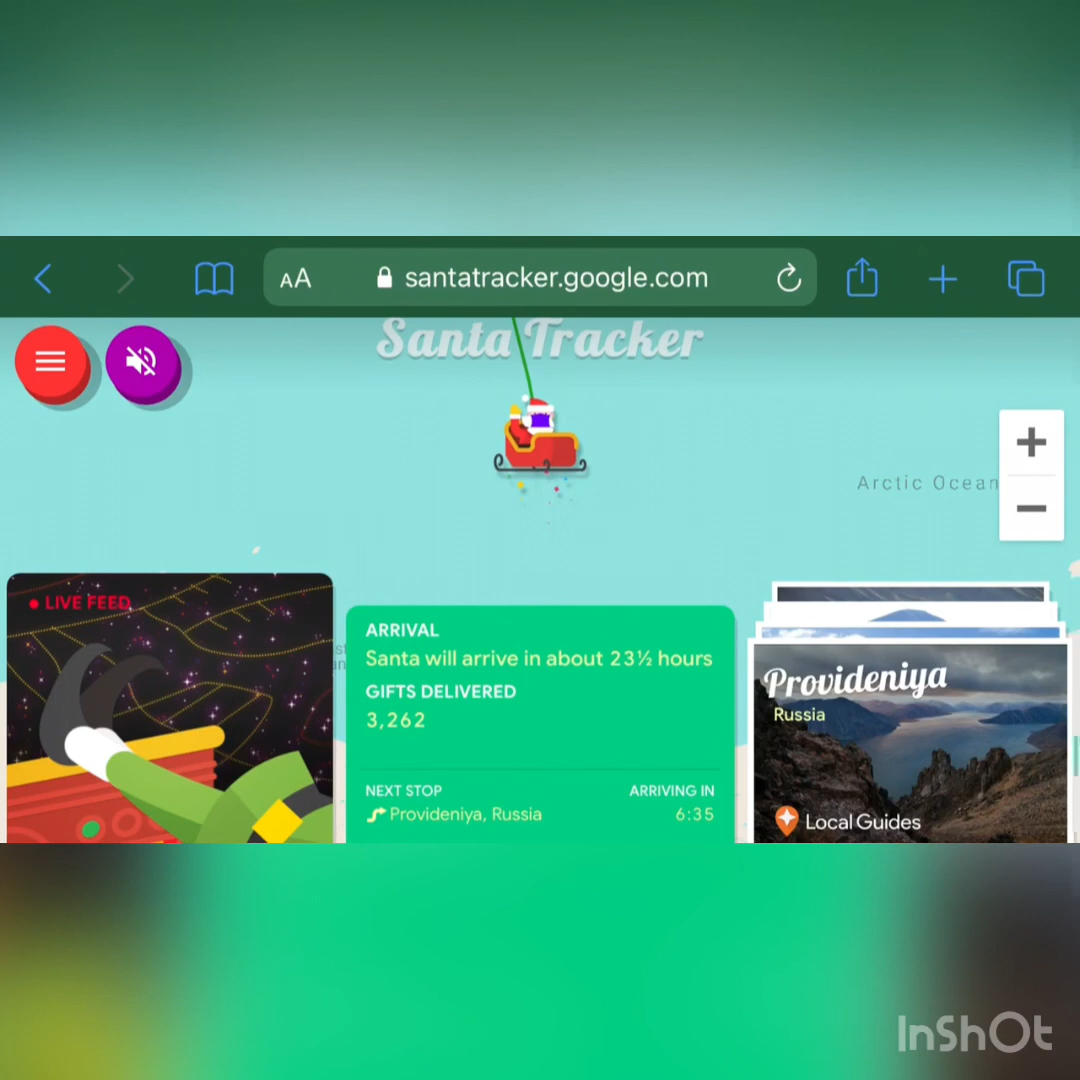 AA santatracker.google.com
Santa Tracker
Arctic Ocean
LIVE FEED
ARRIVAL
Santa will arrive in about 23½ hours
GIFTS DELIVERED
3,262
NEXT STOP
ARRIVING IN
Provideniya, Russia
6:35
Provideniya
Russia
Local Guides
InShOt